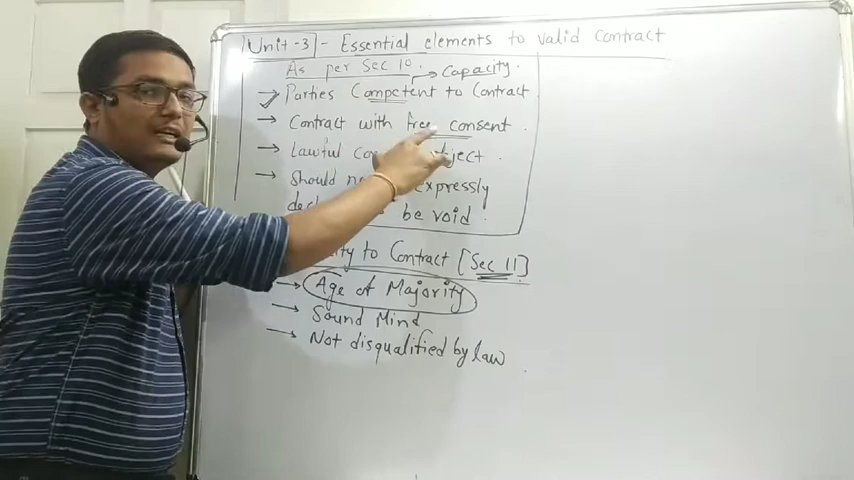 Unit-3 - Essential elements to valid Contract
As per Sec 10.
→ Capacity.
→ Parties Competent to Contract
→ Contract with free consent.
→ Lawful
→ Should expressly
be void.
to Contract [Sec 11]
→ Age of Majority
→ Sound Mind
→ Not disqualified by law.